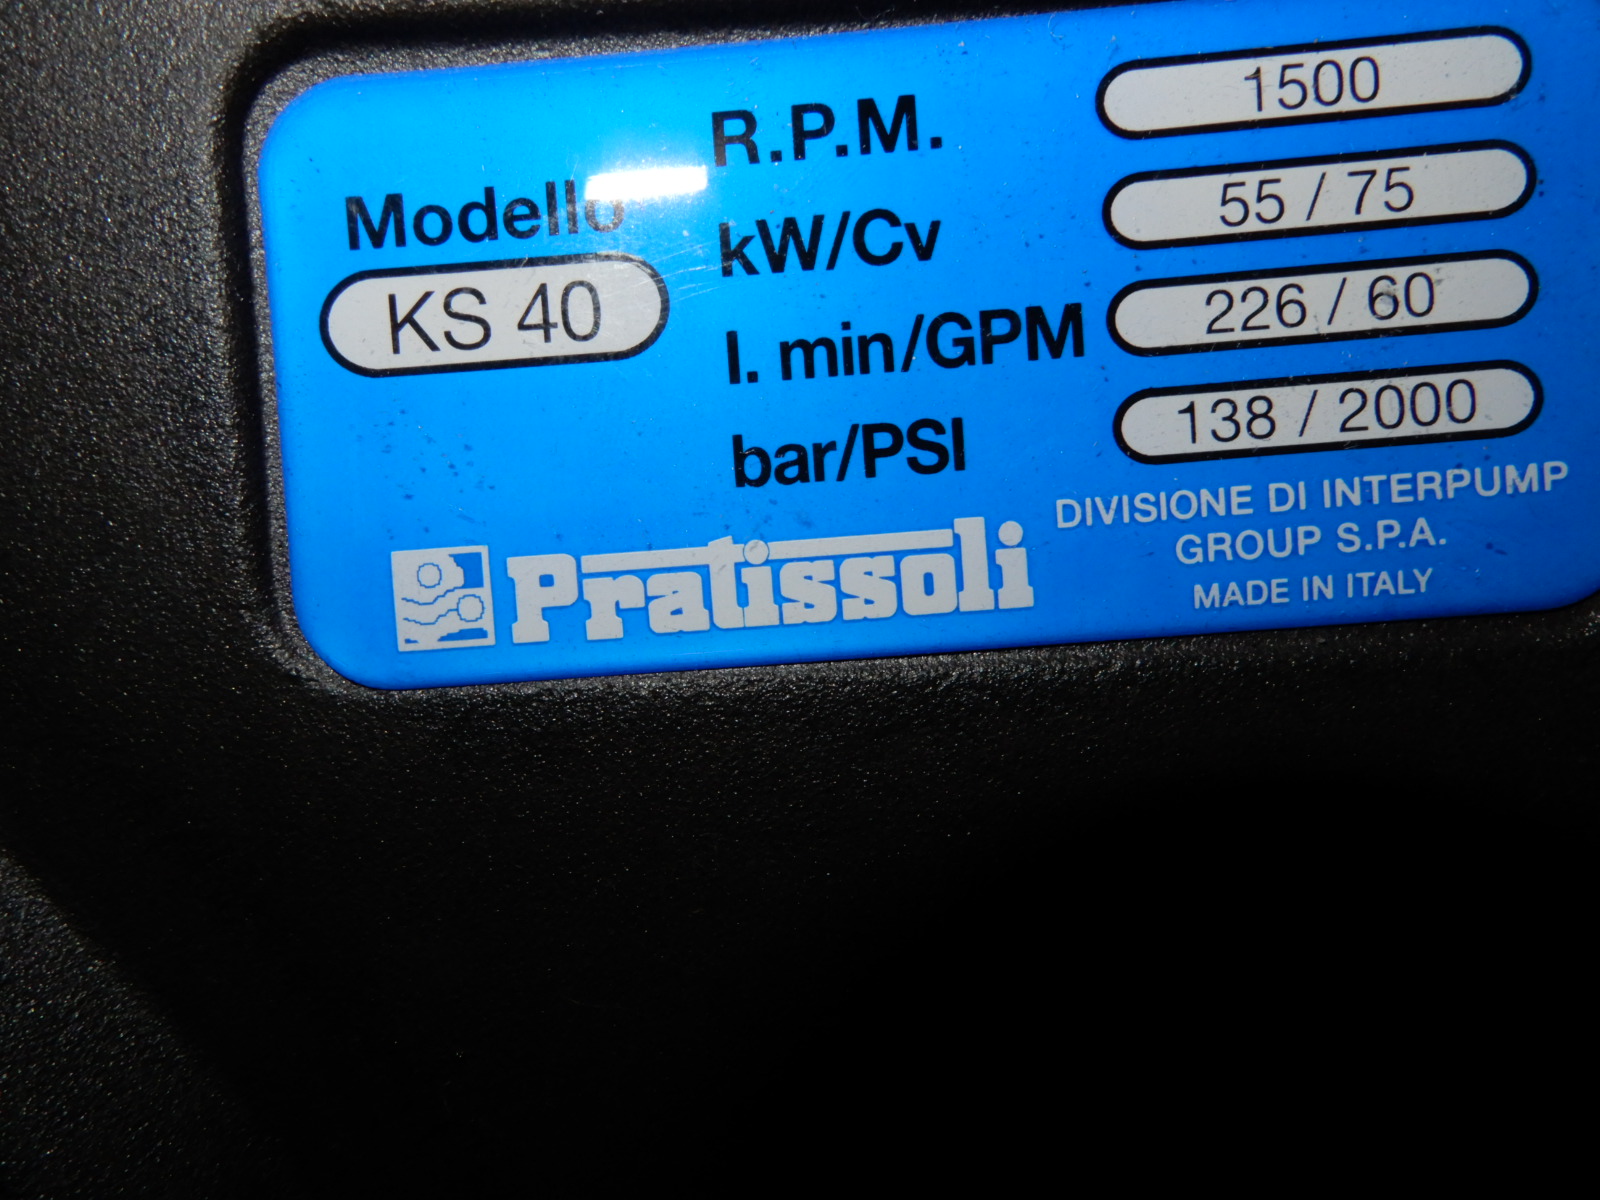 Modello
KS 40
R.P.M. 1500
kW/Cv 55 / 75
l. min/GPM 226 / 60
bar/PSI 138 / 2000
Pratissoli
DIVISIONE DI INTERPUMP
GROUP S.P.A.
MADE IN ITALY